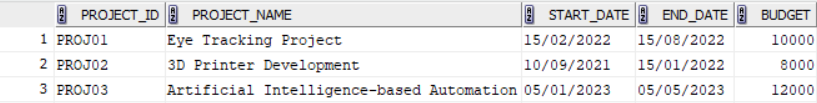 PROJECT_ID PROJECT_NAME START_DATE END_DATE BUDGET
1 PROJ01 Eye Tracking Project 15/02/2022 15/08/2022 10000
2 PROJ02 3D Printer Development 10/09/2021 15/01/2022 8000
3 PROJ03 Artificial Intelligence-based Automation 05/01/2023 05/05/2023 12000